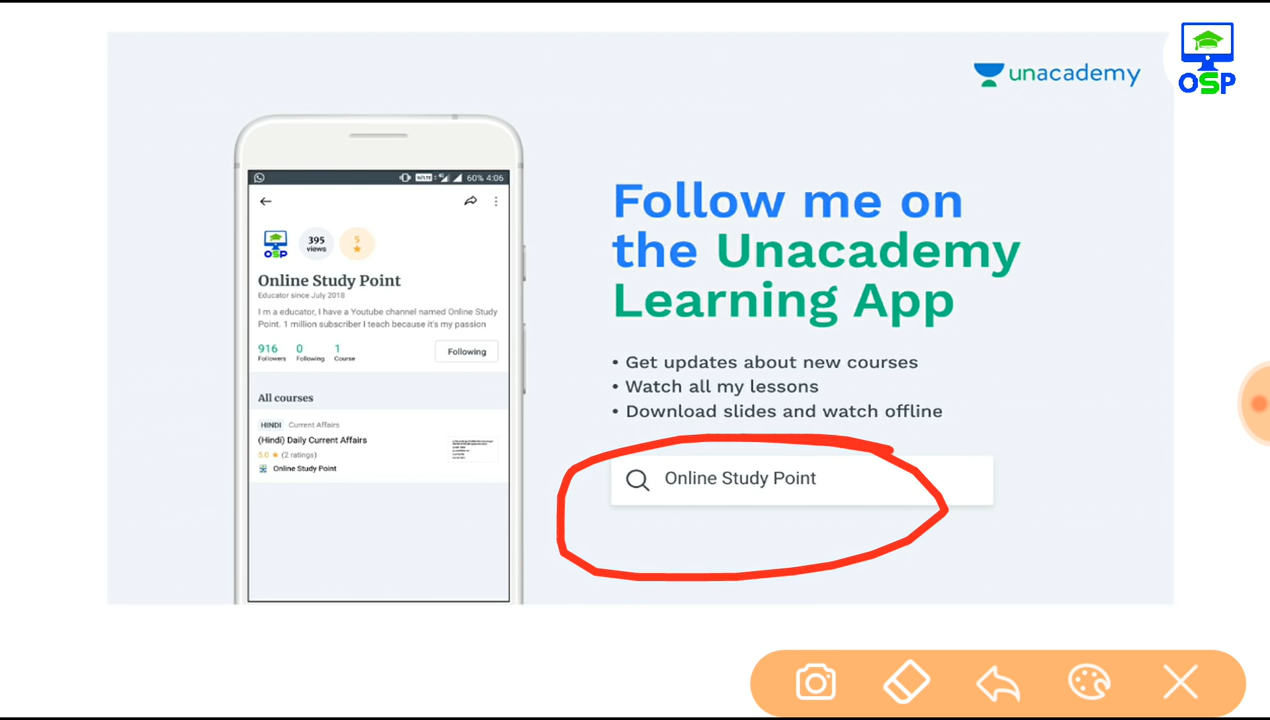 unacademy
OSP
60% 4:06
OSP
395
views
5
Online Study Point
Educator since July 2018
I m a educator, I have a Youtube channel named Online Study
Point. 1 million subscriber I teach because it's my passion
916 0 1
Followers Following Course
Following
All courses
HINDI Current Affairs
(Hindi) Daily Current Affairs
5.0 ★ (2 ratings)
Online Study Point
Follow me on
the Unacademy
Learning App
• Get updates about new courses
• Watch all my lessons
• Download slides and watch offline
Online Study Point